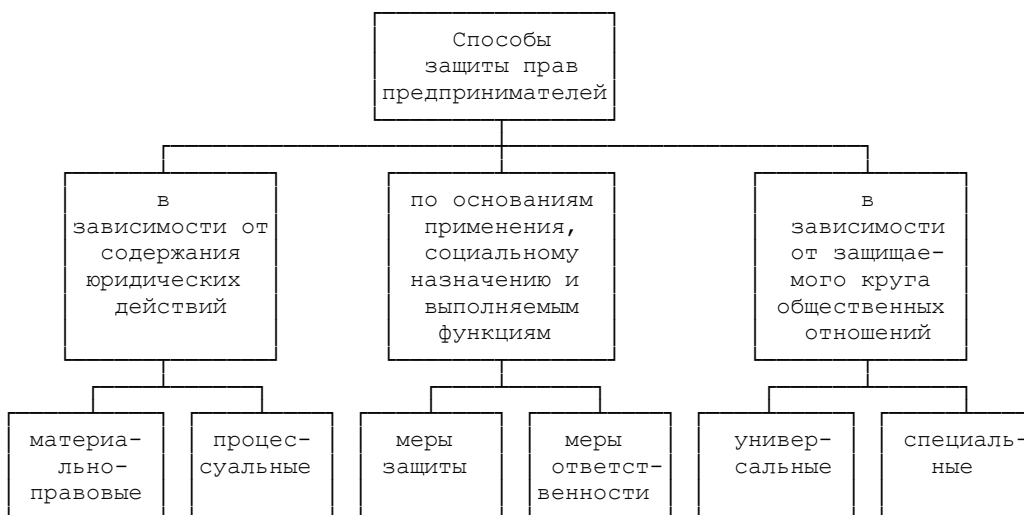 Способы
защиты прав
предпринимателей
в
зависимости от
содержания
юридических
действий
по основаниям
применения,
социальному
назначению и
выполняемым
функциям
в
зависимости
от защищае-
мого круга
общественных
отношений
материа-
льно-
правовые
процес-
суальные
меры
защиты
меры
ответст-
венности
универ-
сальные
специаль-
ные